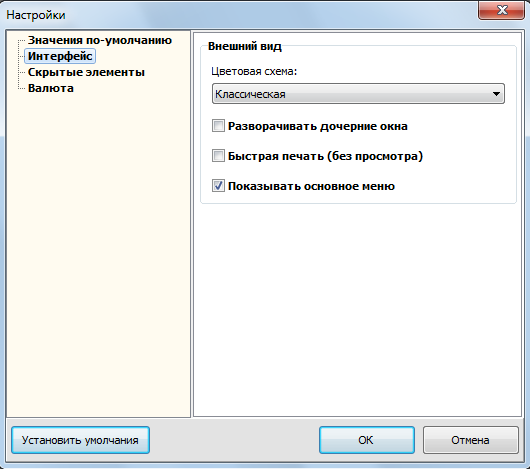 Настройки
Значения по-умолчанию
Интерфейс
Скрытые элементы
Валюта
Внешний вид
Цветовая схема:
Классическая
Разворачивать дочерние окна
Быстрая печать (без просмотра)
Показывать основное меню
Установить умолчания
ОК
Отмена